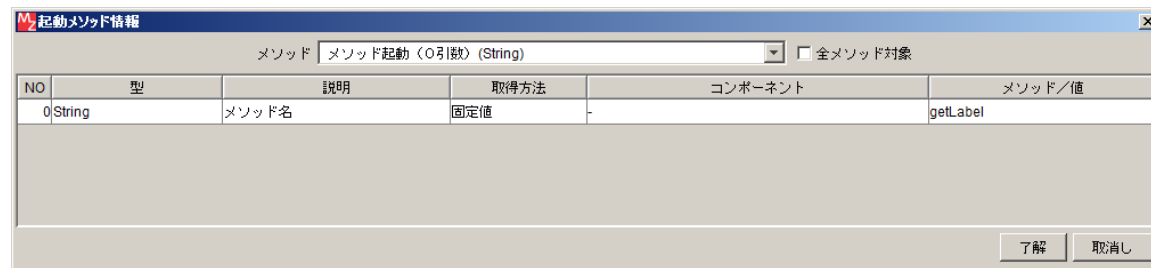 MZ 起動メソッド情報
メソッド メソッド起動（0引数）(String) 全メソッド対象
NO 型 説明 取得方法 コンポーネント メソッド／値
0 String メソッド名 固定値 - getLabel
了解 取消し